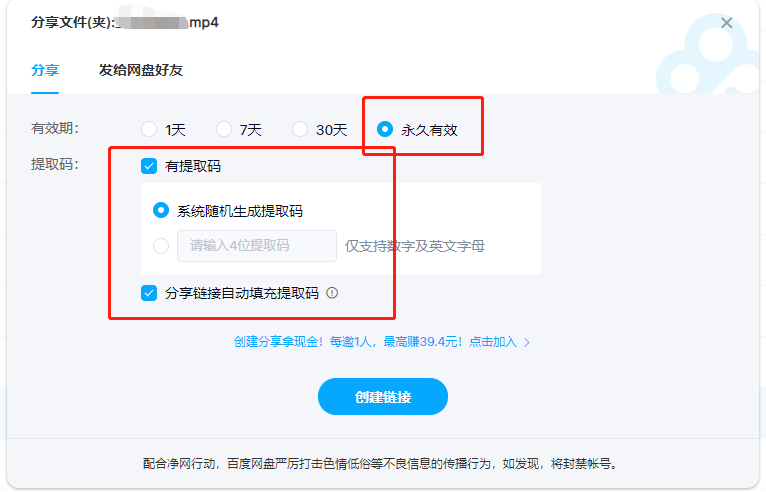 分享文件(夹):mp4
分享 发给网盘好友
有效期： 1天 7天 30天 永久有效
提取码： 有提取码
系统随机生成提取码
请输入4位提取码 仅支持数字及英文字母
分享链接自动填充提取码
创建分享拿现金！每邀1人，最高赚39.4元！点击加入 >
创建链接
配合净网行动，百度网盘严厉打击色情低俗等不良信息的传播行为，如发现，将封禁帐号。